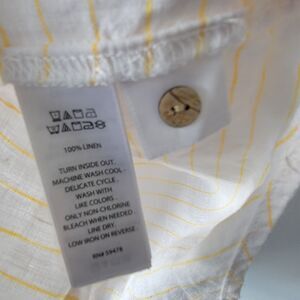 100% LINEN
TURN INSIDE OUT.
MACHINE WASH COOL.
DELICATE CYCLE.
WASH WITH
LIKE COLORS.
ONLY NON-CHLORINE
BLEACH WHEN NEEDED.
LINE DRY.
LOW IRON ON REVERSE.
RN# 59478